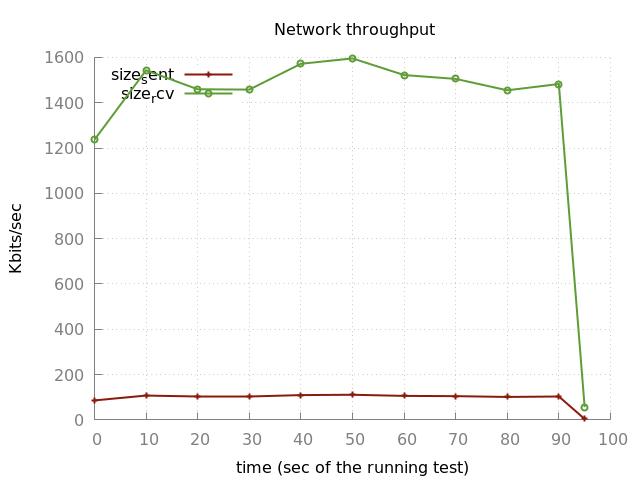 Network throughput
1600
1400
1200
1000
800
600
400
200
0
size_sent
size_rcv
Kbits/sec
0 10 20 30 40 50 60 70 80 90 100
time (sec of the running test)